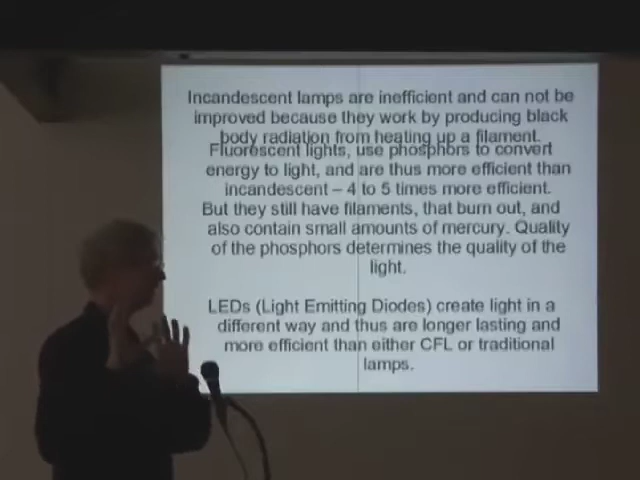 Incandescent lamps are inefficient and can not be
improved because they work by producing black
body radiation from heating up a filament.
Fluorescent lights, use phosphors to convert
energy to light, and are thus more efficient than
incandescent – 4 to 5 times more efficient.
But they still have filaments, that burn out, and
also contain small amounts of mercury. Quality
of the phosphors determines the quality of the
light.
LEDs (Light Emitting Diodes) create light in a
different way and thus are longer lasting and
more efficient than either CFL or traditional
lamps.